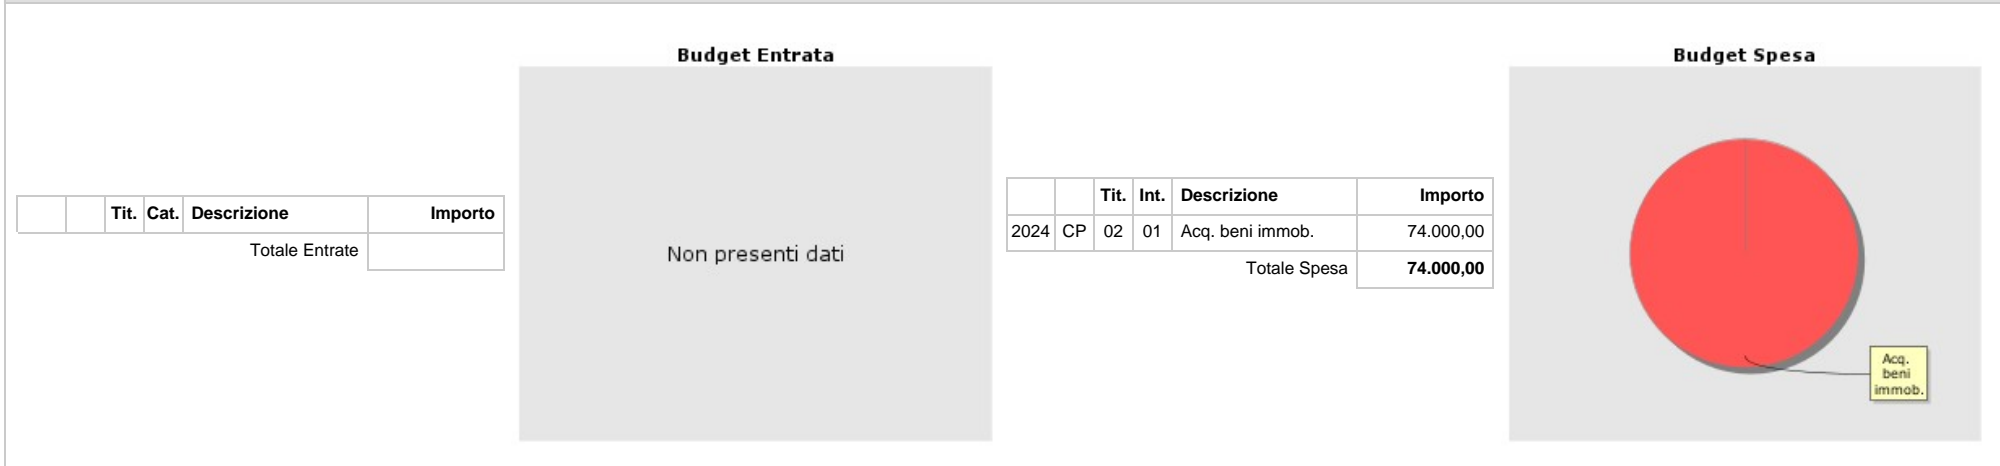 Budget Entrata
Tit. Cat. Descrizione Importo
Totale Entrate
Non presenti dati
Tit. Int. Descrizione Importo
2024 CP 02 01 Acq. beni immob. 74.000,00
Totale Spesa 74.000,00
Budget Spesa
Acq.
beni
immob.